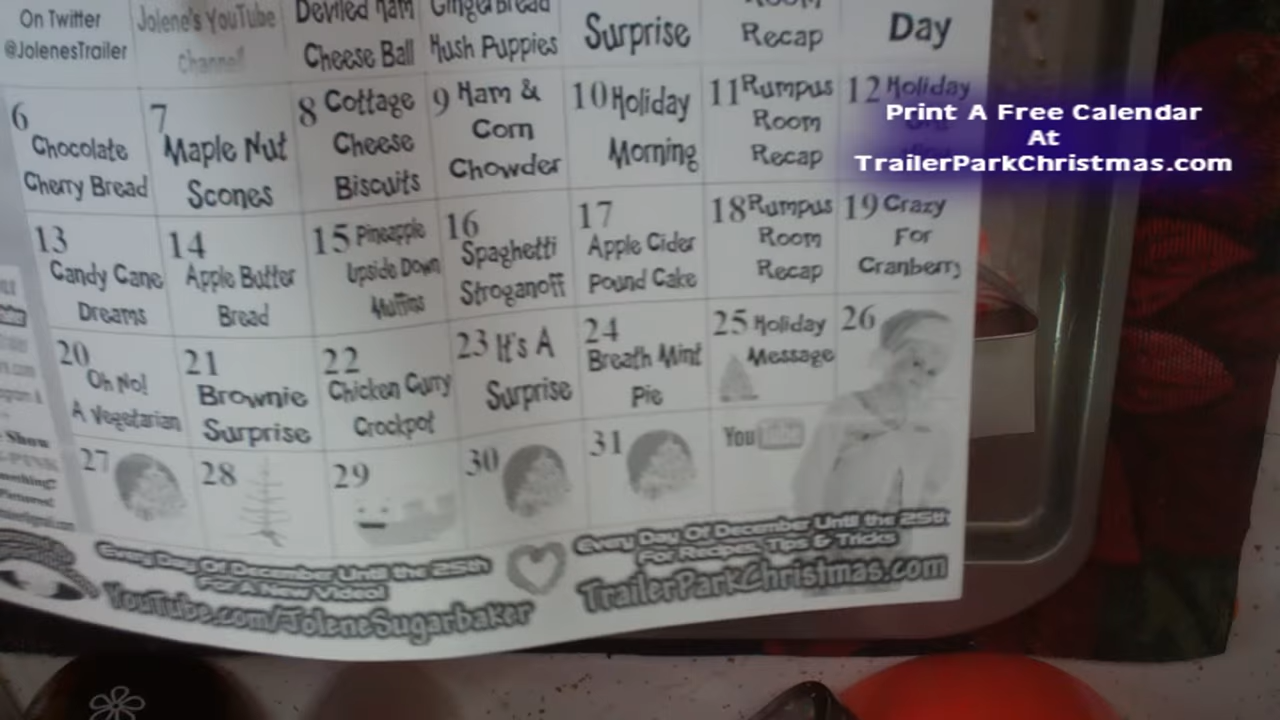 On Twitter
@JolenesTrailer
Jolene's YouTube
Channel!
Deviled Ham
Cheese Ball
GingerBread
Hush Puppies
Surprise
Room
Recap
Day
6
Chocolate
Cherry Bread
7
Maple Nut
Scones
8 Cottage
Cheese
Biscuits
9 Ham &
Corn
Chowder
10 Holiday
Morning
11 Rumpus
Room
Recap
12 Holiday
Print A Free Calendar
At
TrailerParkChristmas.com
13
Candy Cane
Dreams
14
Apple Butter
Bread
15 Pineapple
Upside Down
Muffins
16
Spaghetti
Stroganoff
17
Apple Cider
Pound Cake
18 Rumpus
Room
Recap
19 Crazy
For
Cranberry
20
Oh No!
A Vegetarian
21
Brownie
Surprise
22
Chicken Curry
Crockpot
23 It's A
Surprise
24
Breath Mint
Pie
25 Holiday
Message
26
27
28
29
30
31
YouTube
Show
Every Day Of December Until the 25th
For A New Video!
YouTube.com/JoleneSugarbaker
Every Day Of December Until the 25th
For Recipes, Tips & Tricks
TrailerParkChristmas.com